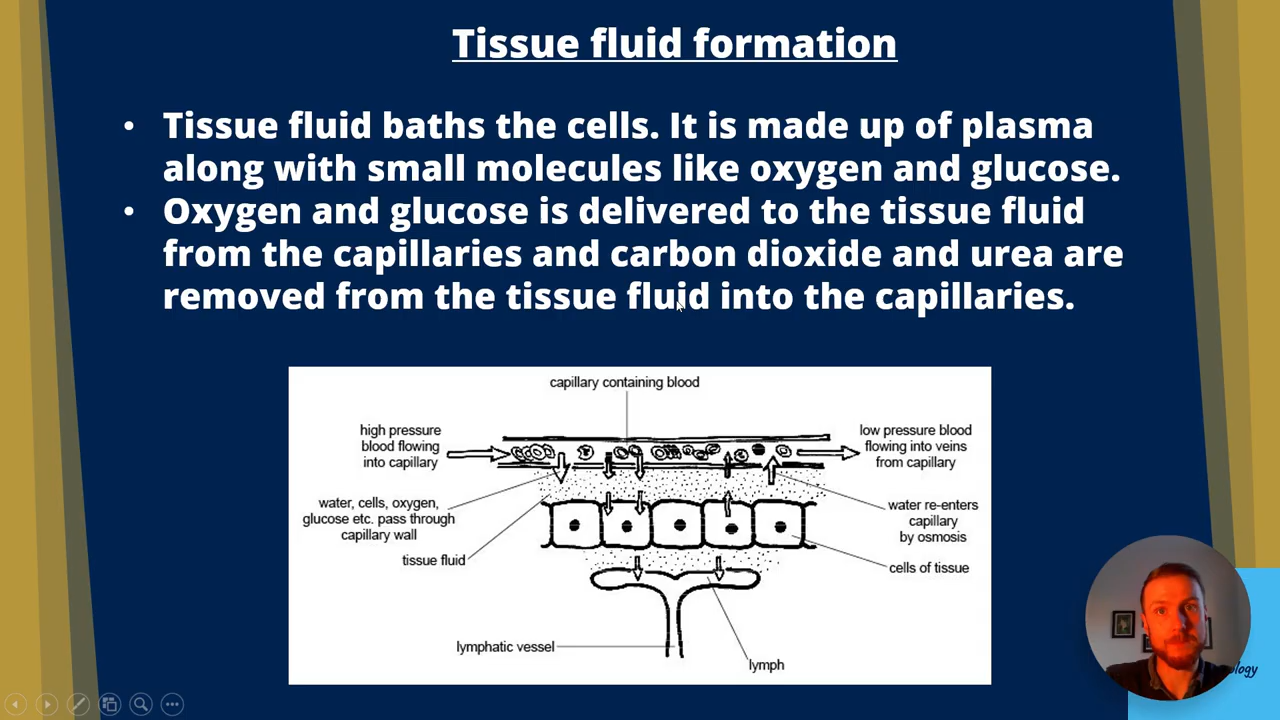 Tissue fluid formation
• Tissue fluid baths the cells. It is made up of plasma
along with small molecules like oxygen and glucose.
• Oxygen and glucose is delivered to the tissue fluid
from the capillaries and carbon dioxide and urea are
removed from the tissue fluid into the capillaries.
capillary containing blood
high pressure
blood flowing
into capillary
low pressure blood
flowing into veins
from capillary
water, cells, oxygen,
glucose etc. pass through
capillary wall
water re-enters
capillary
by osmosis
tissue fluid
cells of tissue
lymphatic vessel
lymph